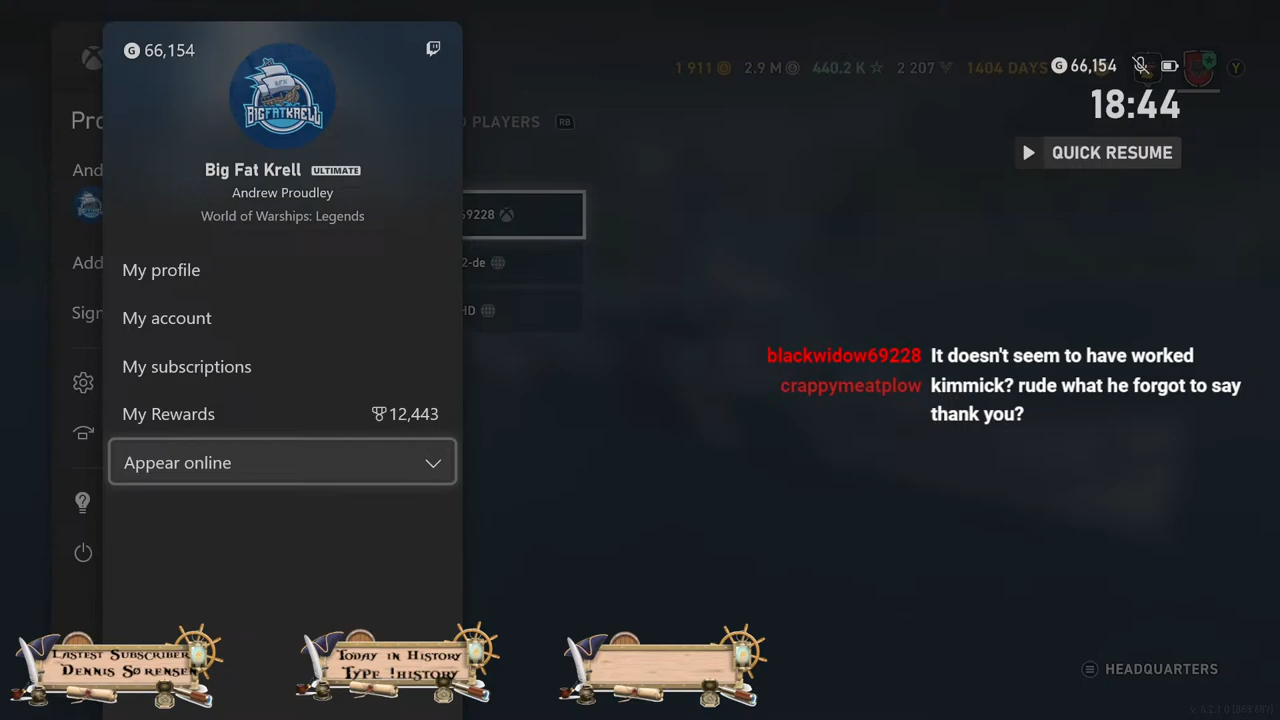 66,154
BIGFATKRELL
Big Fat Krell ULTIMATE
Andrew Proudley
World of Warships: Legends
My profile
My account
My subscriptions
My Rewards 12,443
Appear online
Pro
And
Add
Sign
PLAYERS RB
69228
2-de
HD
1 911 2.9 M 440.2 K 2 207 1404 DAYS
G 66,154
Y
18:44
QUICK RESUME
blackwidow69228 It doesn't seem to have worked
crappymeatplow kimmick? rude what he forgot to say
thank you?
Lastest Subscriber
Dennis Sørensen
Today in History
Type !history
HEADQUARTERS